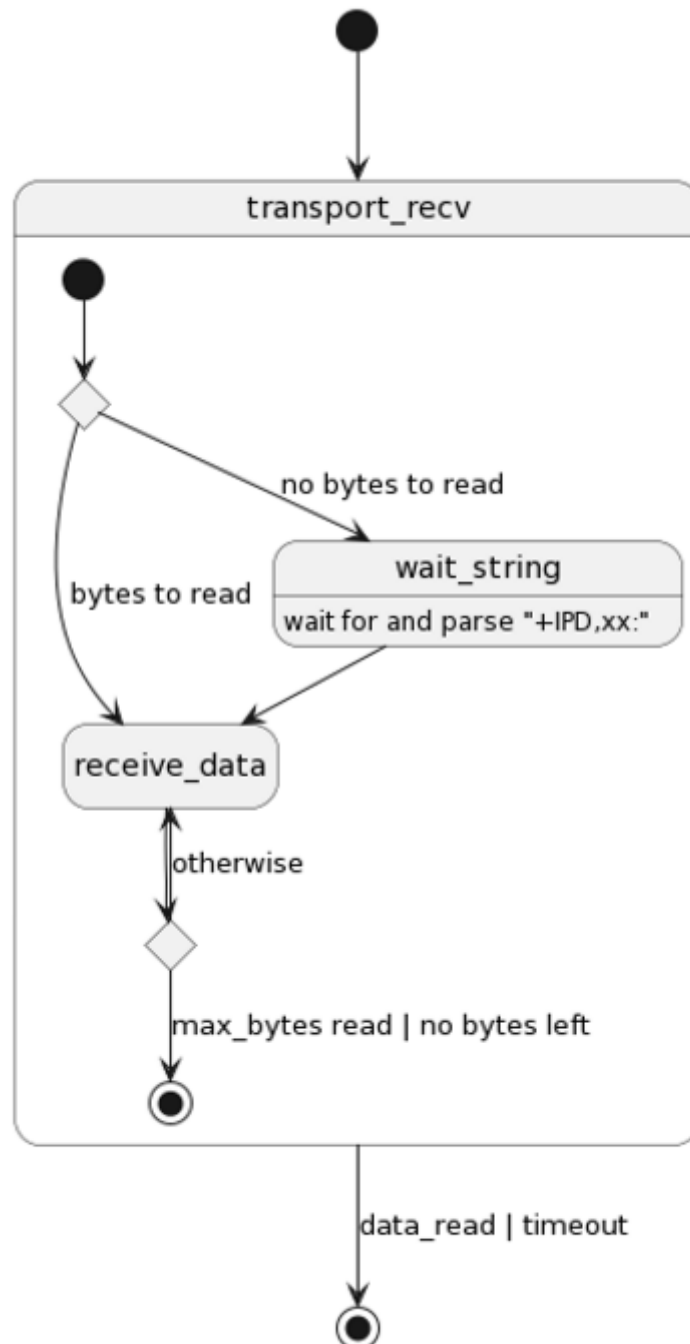 transport_recv
no bytes to read
wait_string
bytes to read
wait for and parse "+IPD,xx:"
receive_data
otherwise
max_bytes read | no bytes left
data_read | timeout